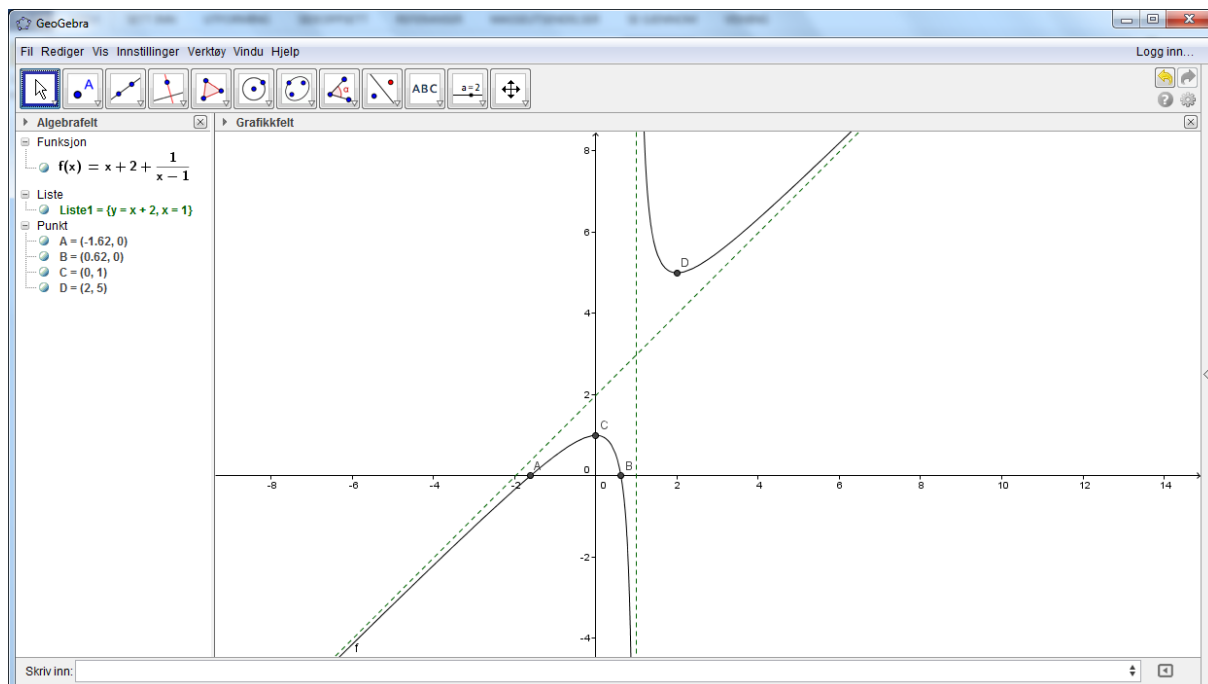 GeoGebra
Fil Rediger Vis Innstillinger Verktøy Vindu Hjelp
Logg inn...
A
ABC
a=2
Algebrafelt
Funksjon
f(x) = x + 2 + 1/(x − 1)
Liste
Liste1 = {y = x + 2, x = 1}
Punkt
A = (-1.62, 0)
B = (0.62, 0)
C = (0, 1)
D = (2, 5)
Grafikkfelt
8
6
D
4
2
C
A
0
B
-8 -6 -4 -2 0 2 4 6 8 10 12 14
-2
-4
f
Skriv inn: